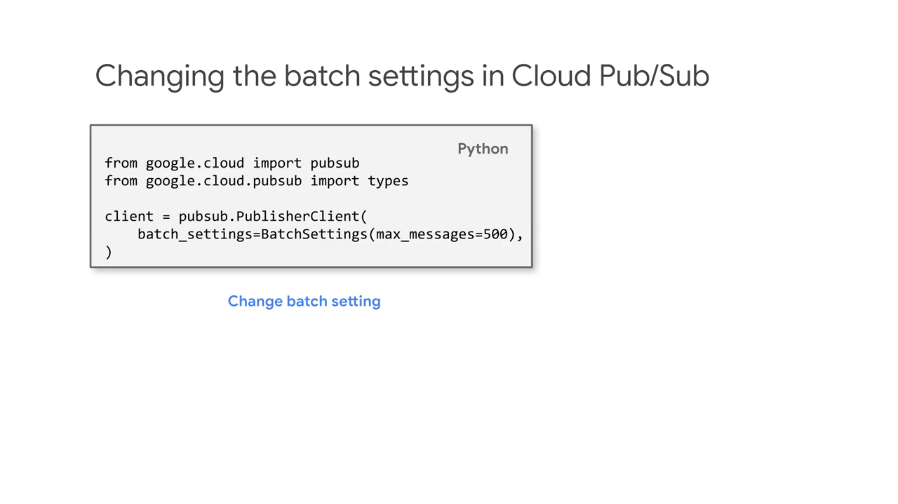 Changing the batch settings in Cloud Pub/Sub
Python
from google.cloud import pubsub
from google.cloud.pubsub import types
client = pubsub.PublisherClient(
batch_settings=BatchSettings(max_messages=500),
)
Change batch setting